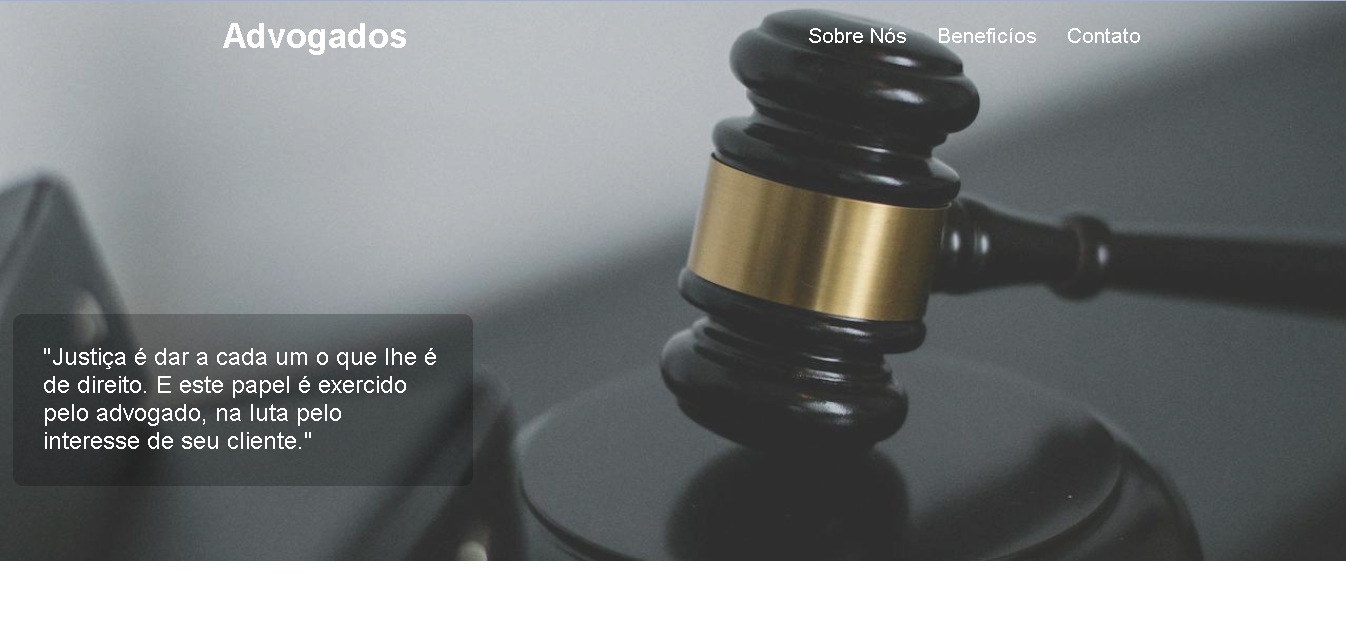 Advogados
Sobre Nós Beneficíos Contato
"Justiça é dar a cada um o que lhe é
de direito. E este papel é exercido
pelo advogado, na luta pelo
interesse de seu cliente."